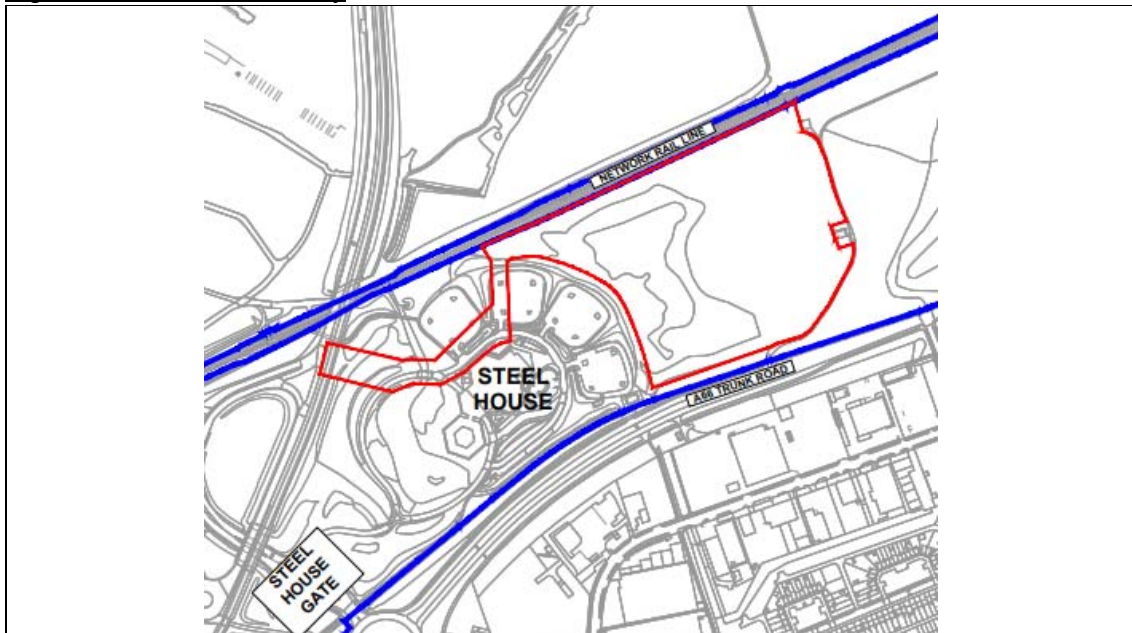 NETWORK RAIL LINE
STEEL
HOUSE
A66 TRUNK ROAD
STEEL
HOUSE
GATE